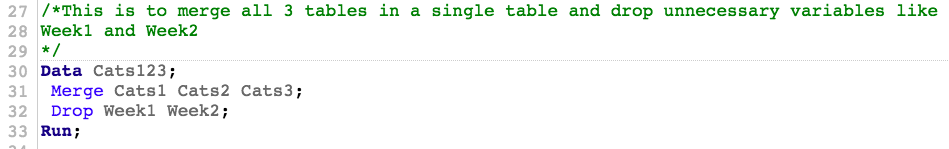 27 /*This is to merge all 3 tables in a single table and drop unnecessary variables like
28 Week1 and Week2
29 */
30 Data Cats123;
31 Merge Cats1 Cats2 Cats3;
32 Drop Week1 Week2;
33 Run;